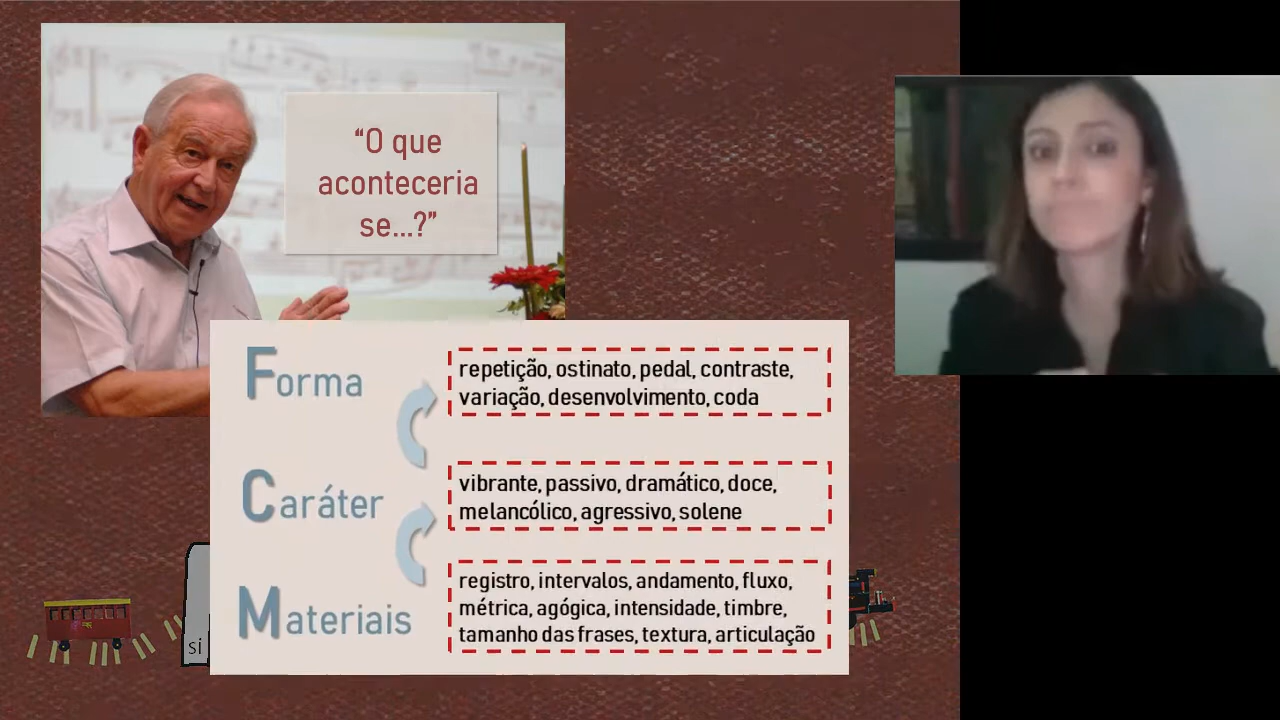 “O que
aconteceria
se...?”
Forma
repetição, ostinato, pedal, contraste,
variação, desenvolvimento, coda
Caráter
vibrante, passivo, dramático, doce,
melancólico, agressivo, solene
Materiais
registro, intervalos, andamento, fluxo,
métrica, agógica, intensidade, timbre,
tamanho das frases, textura, articulação
si